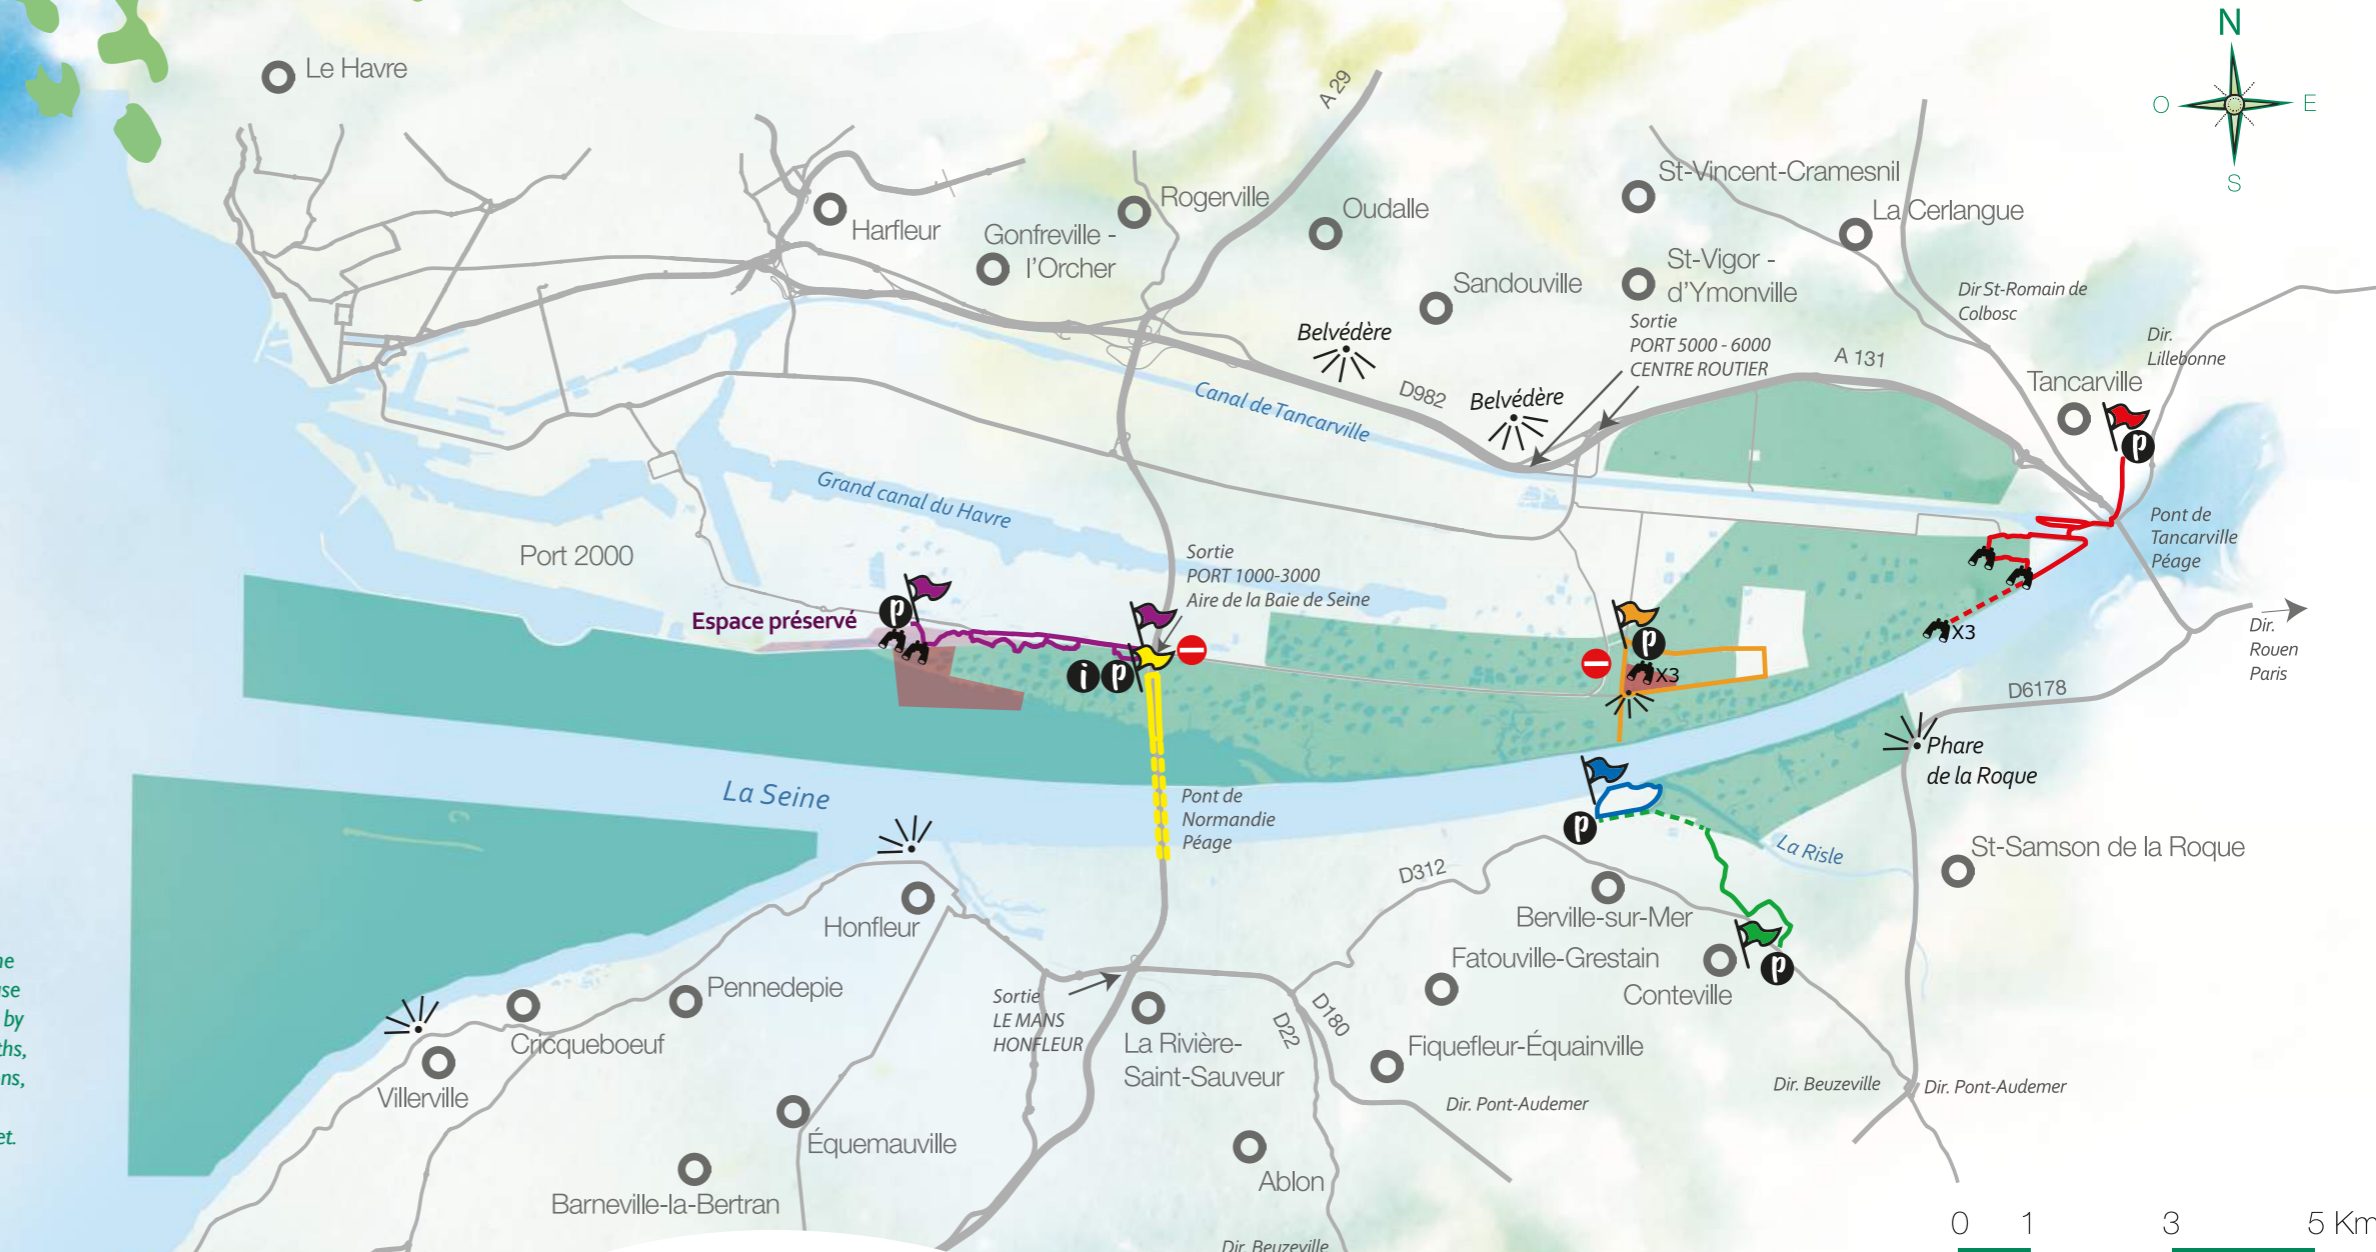 N
O
E
S
Le Havre
A 29
St-Vincent-Cramesnil
Rogerville
Oudalle
La Cerlangue
Harfleur
Gonfreville -
l'Orcher
St-Vigor -
d'Ymonville
Sandouville
Dir St-Romain de
Colbosc
Sortie
PORT 5000 - 6000
CENTRE ROUTIER
Belvédère
Dir.
Lillebonne
A 131
Tancarville
D982
Belvédère
Canal de Tancarville
P
Grand canal du Havre
Pont de
Tancarville
Péage
Port 2000
Sortie
PORT 1000-3000
Aire de la Baie de Seine
Espace préservé
P
P
X3
Dir.
Rouen
Paris
i
P
X3
D6178
Phare
de la Roque
La Seine
Pont de
Normandie
Péage
P
La Risle
St-Samson de la Roque
D312
Honfleur
Berville-sur-Mer
Fatouville-Grestain
P
Conteville
Pennedepie
Sortie
LE MANS
HONFLEUR
D180
D22
Cricqueboeuf
La Rivière-
Saint-Sauveur
Fiquefleur-Équainville
Villerville
Dir. Beuzeville
Dir. Pont-Audemer
Dir. Pont-Audemer
Équemauville
Ablon
Barneville-la-Bertran
Dir. Beuzeville
by
0 1 3 5 Km